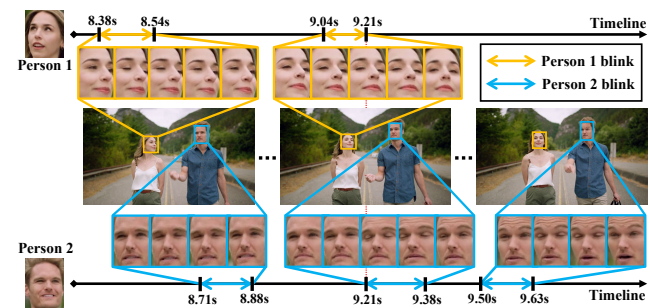 8.38s 8.54s 9.04s 9.21s Timeline
Person 1
Person 1 blink
Person 2 blink
... ...
Person 2
Timeline
8.71s 8.88s 9.21s 9.38s 9.50s 9.63s